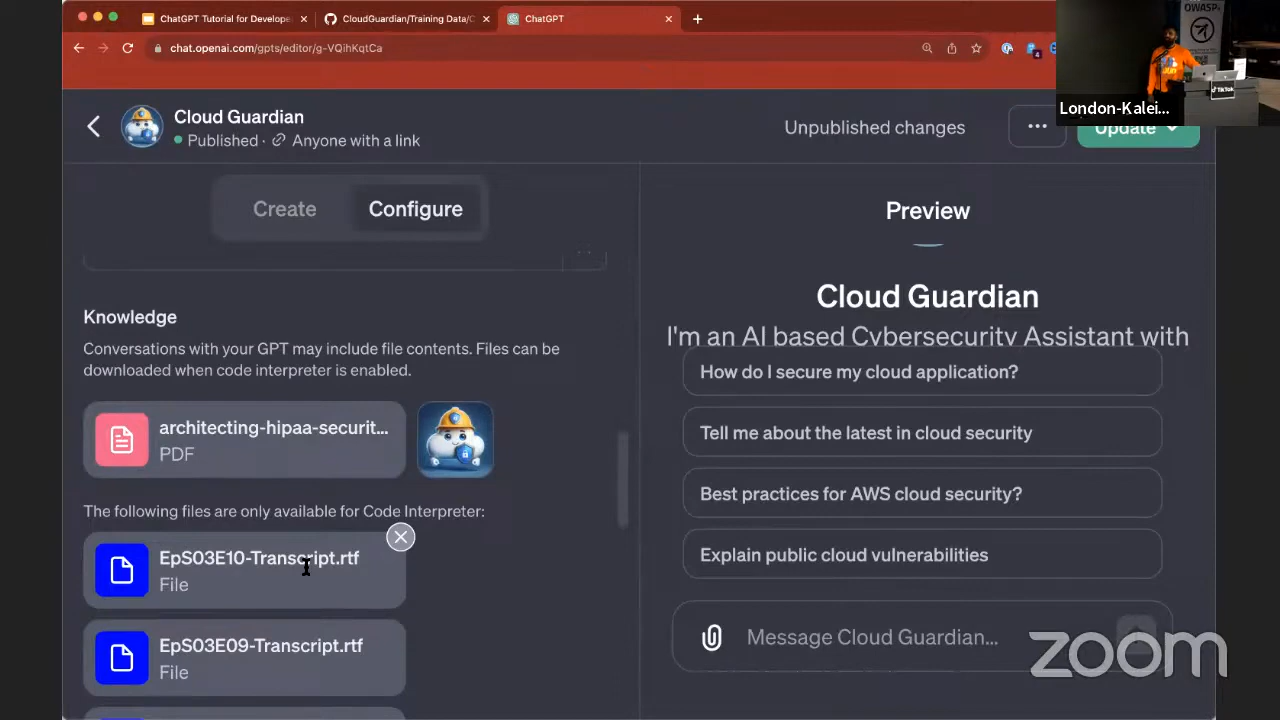 ChatGPT Tutorial for Develope
CloudGuardian/Training Data/C
ChatGPT
chat.openai.com/gpts/editor/g-VQihKqtCa
4
OWASP
TikTok
London-Kalei...
Cloud Guardian
Published · Anyone with a link
Unpublished changes
Update
Create
Configure
Preview
Knowledge
Conversations with your GPT may include file contents. Files can be
downloaded when code interpreter is enabled.
architecting-hipaa-securit...
PDF
The following files are only available for Code Interpreter:
EpS03E10-Transcript.rtf
File
EpS03E09-Transcript.rtf
File
Cloud Guardian
I'm an AI based Cybersecurity Assistant with
How do I secure my cloud application?
Tell me about the latest in cloud security
Best practices for AWS cloud security?
Explain public cloud vulnerabilities
Message Cloud Guardian...
zoom